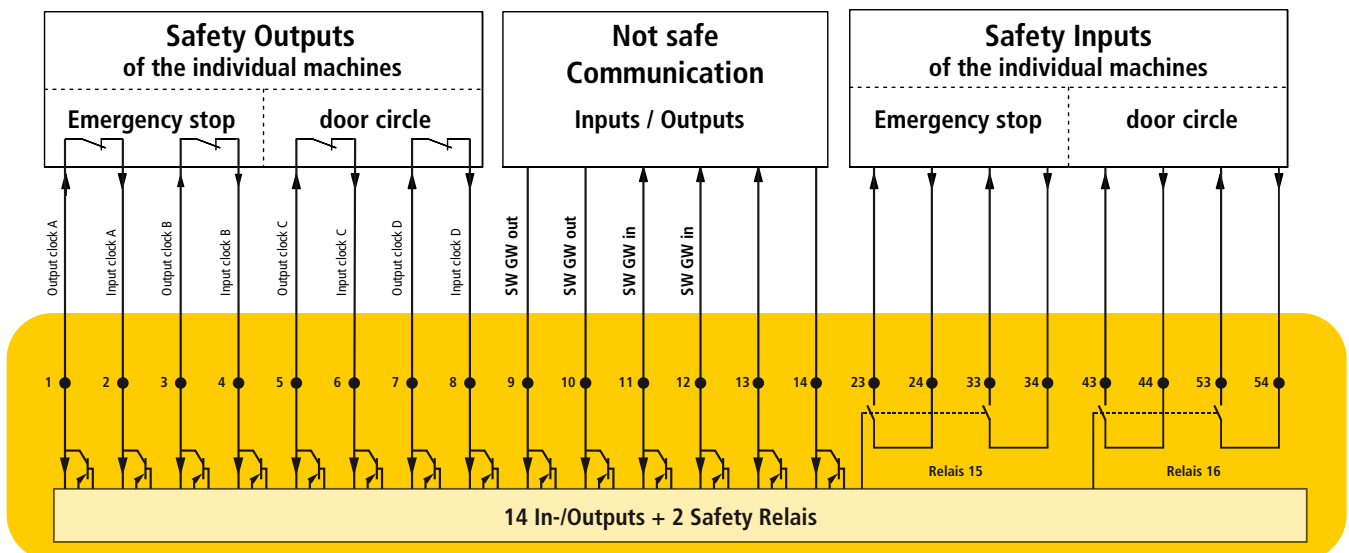 Safety Outputs
of the individual machines
Emergency stop
door circle
Not safe
Communication
Inputs / Outputs
Safety Inputs
of the individual machines
Emergency stop
door circle
Output clock A
Input clock A
Output clock B
Input clock B
Output clock C
Input clock C
Output clock D
Input clock D
SW GW out
SW GW out
SW GW in
SW GW in
1
2
3
4
5
6
7
8
9
10
11
12
13
14
23
24
33
34
43
44
53
54
Relais 15
Relais 16
14 In-/Outputs + 2 Safety Relais